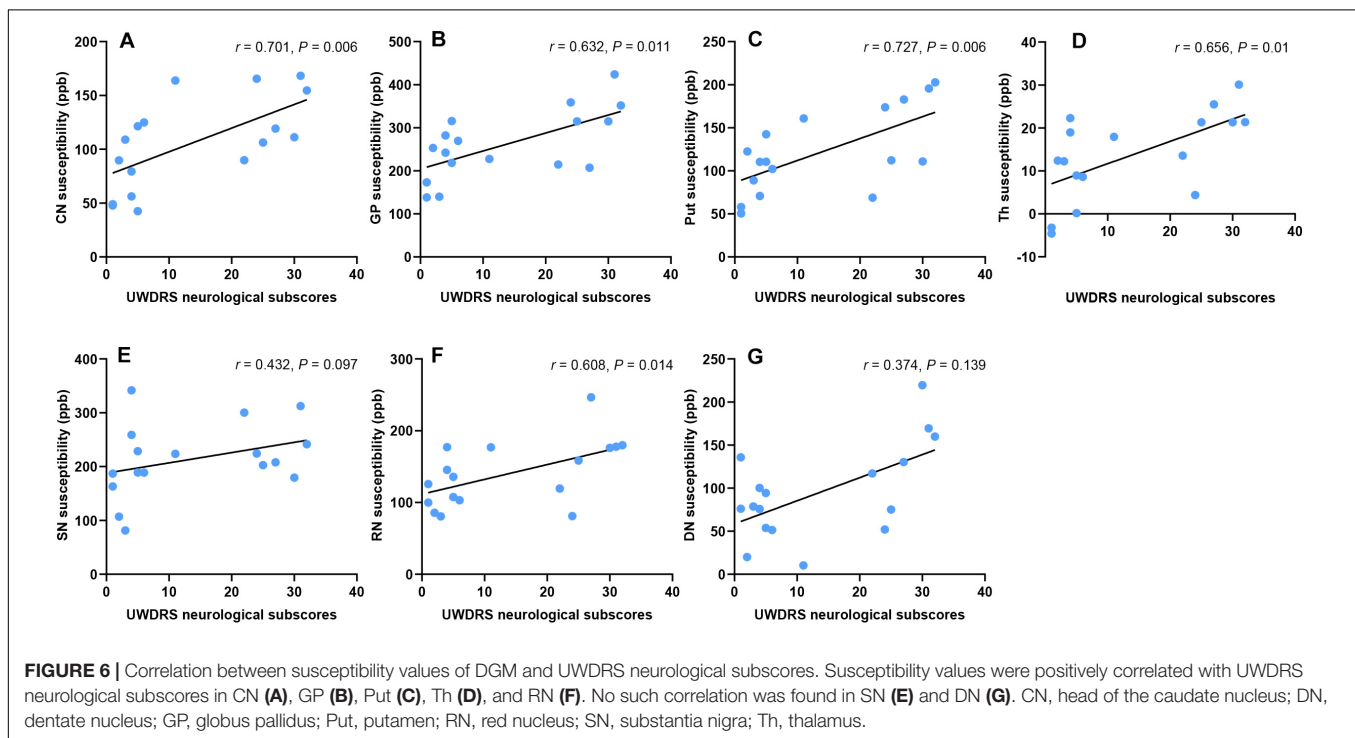 A
r = 0.701, P = 0.006
CN susceptibility (ppb)
200
150
100
50
0
0 10 20 30 40
UWDRS neurological subscores
B
r = 0.632, P = 0.011
GP susceptibility (ppb)
500
400
300
200
100
0
0 10 20 30 40
UWDRS neurological subscores
C
r = 0.727, P = 0.006
Put susceptibility (ppb)
250
200
150
100
50
0
0 10 20 30 40
UWDRS neurological subscores
D
r = 0.656, P = 0.01
Th susceptibility (ppb)
40
30
20
10
0
-10
10 20 30 40
UWDRS neurological subscores
E
r = 0.432, P = 0.097
SN susceptibility (ppb)
400
300
200
100
0
0 10 20 30 40
UWDRS neurological subscores
F
r = 0.608, P = 0.014
RN susceptibility (ppb)
300
200
100
0
0 10 20 30 40
UWDRS neurological subscores
G
r = 0.374, P = 0.139
DN susceptibility (ppb)
250
200
150
100
50
0
0 10 20 30 40
UWDRS neurological subscores
FIGURE 6 | Correlation between susceptibility values of DGM and UWDRS neurological subscores. Susceptibility values were positively correlated with UWDRS
neurological subscores in CN (A), GP (B), Put (C), Th (D), and RN (F). No such correlation was found in SN (E) and DN (G). CN, head of the caudate nucleus; DN,
dentate nucleus; GP, globus pallidus; Put, putamen; RN, red nucleus; SN, substantia nigra; Th, thalamus.